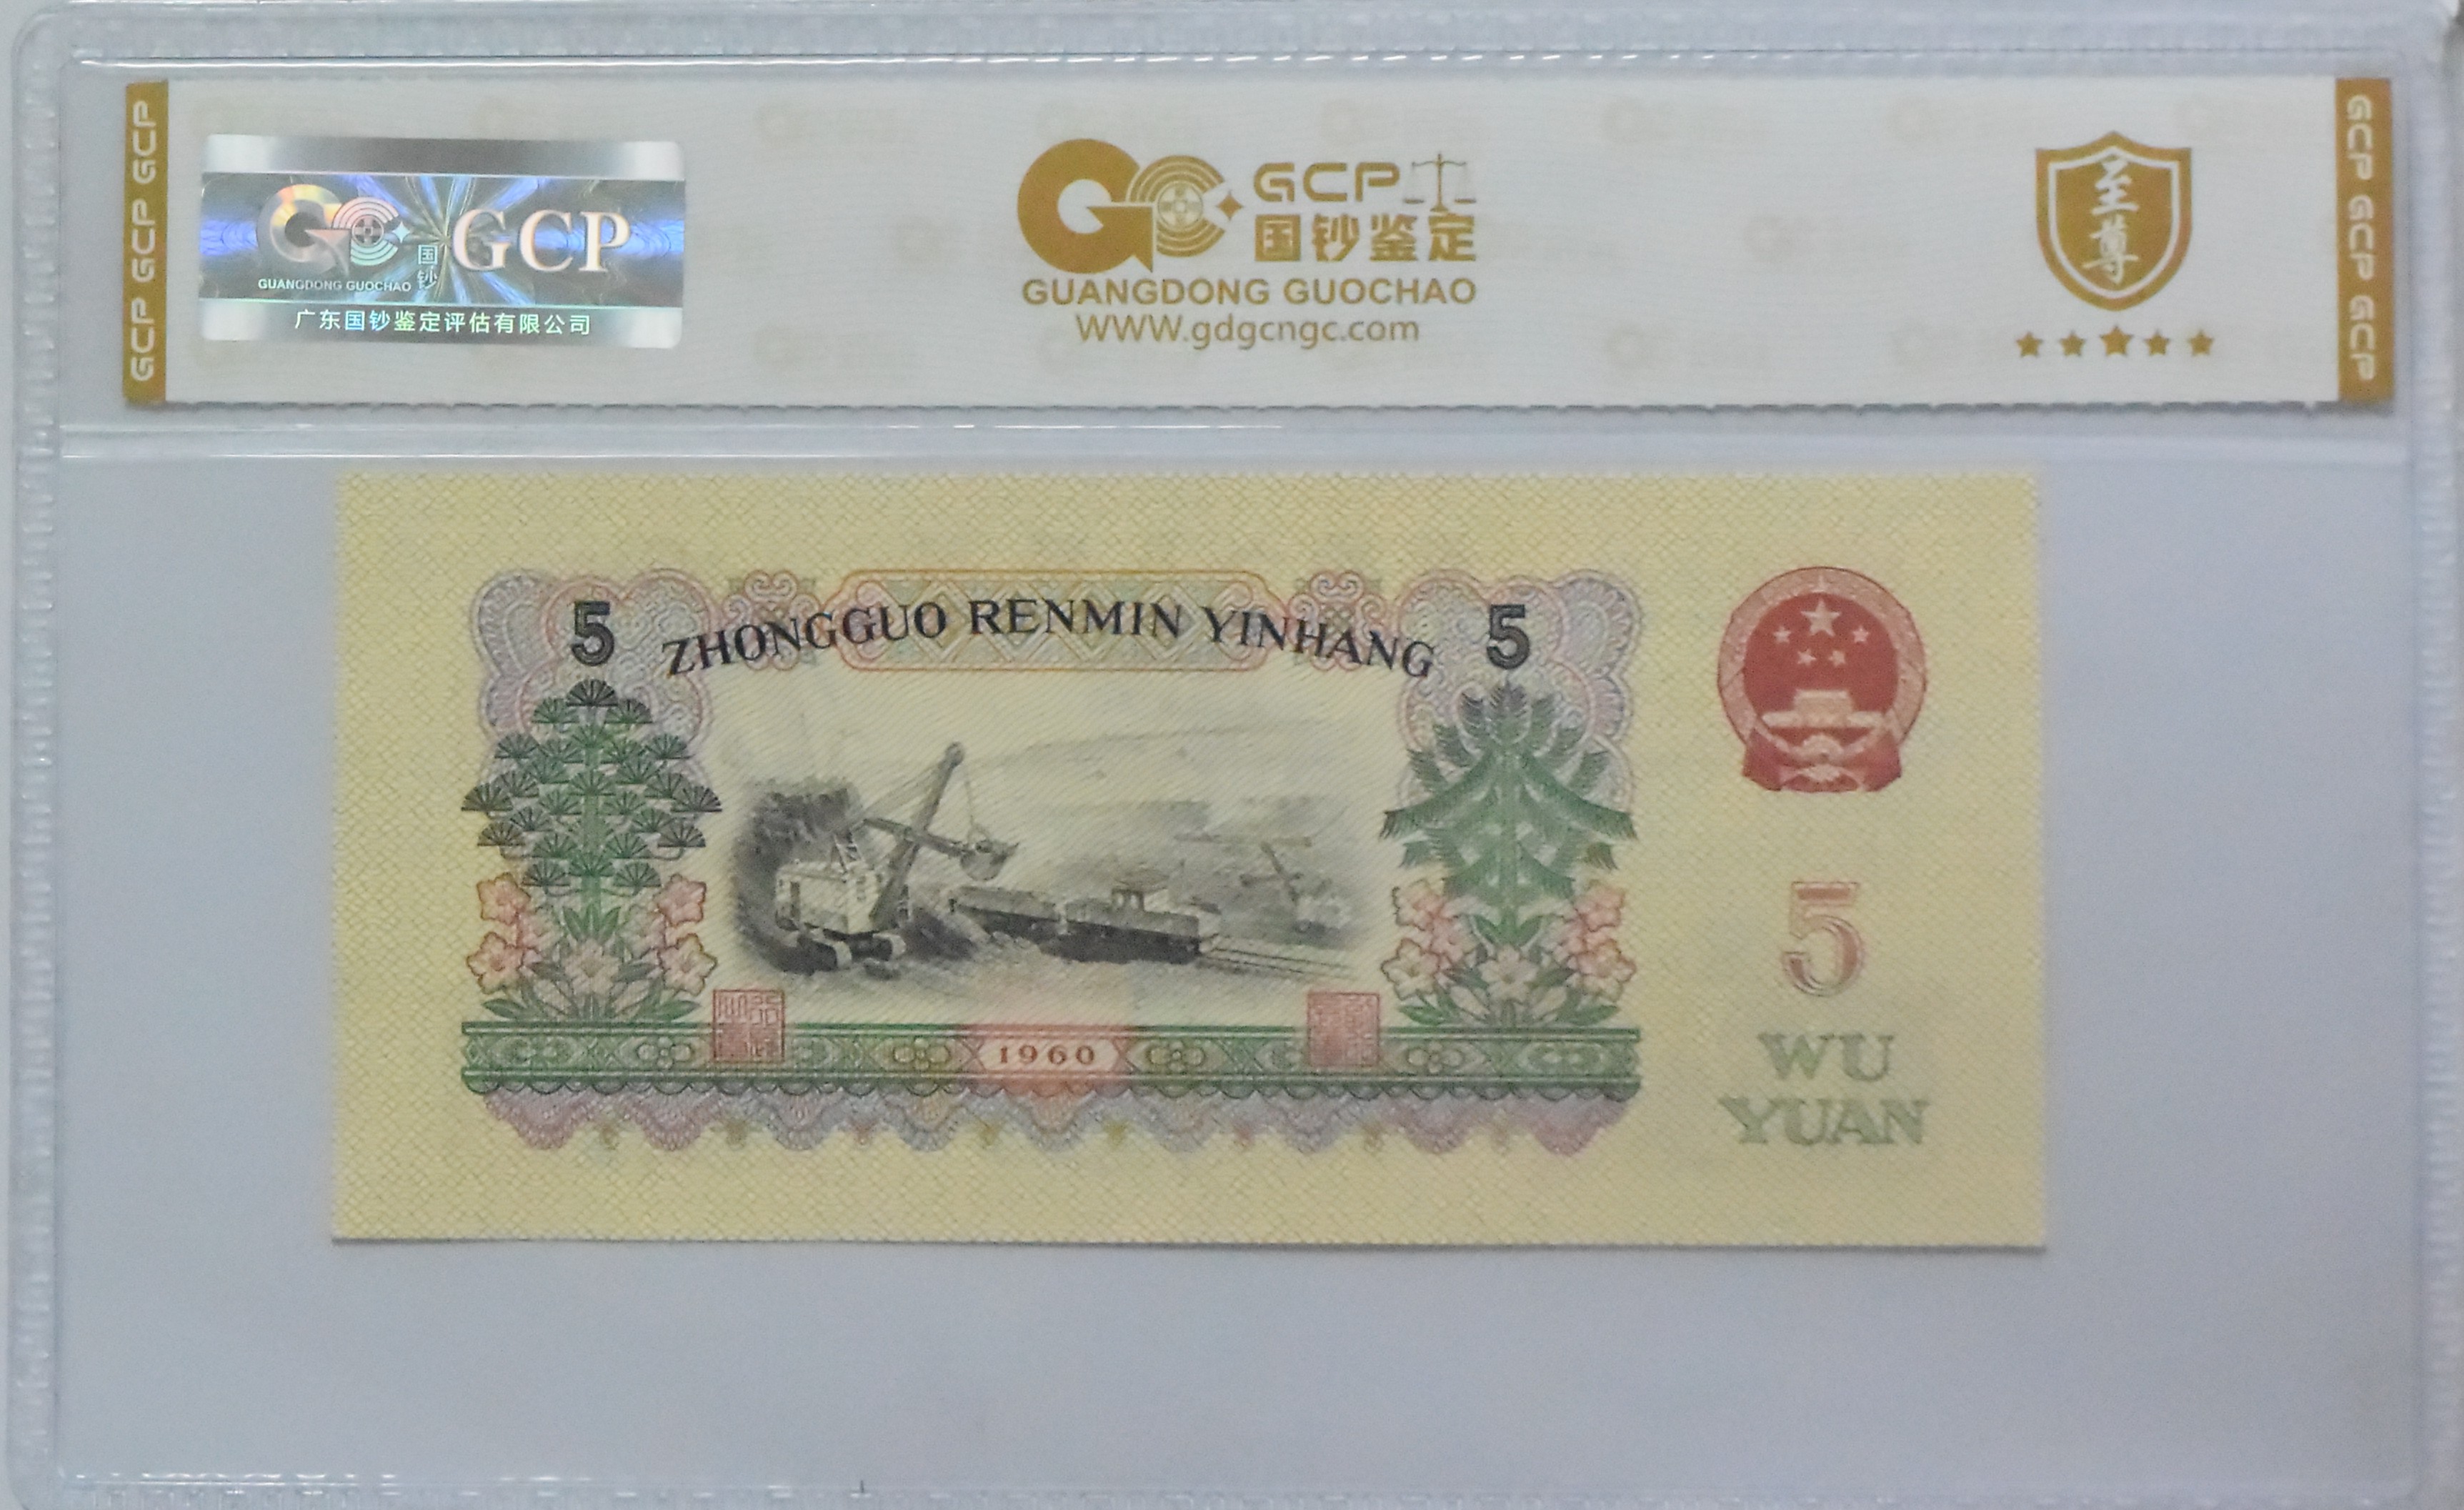 GCP GCP GCP
GCP
国钞
GUANGDONG GUOCHAO
广东国钞鉴定评估有限公司
GCP
国钞鉴定
GUANGDONG GUOCHAO
WWW.gdgcngc.com
至尊
GCP GCP GCP
5 ZHONGGUO RENMIN YINHANG 5
1960
5
WU
YUAN